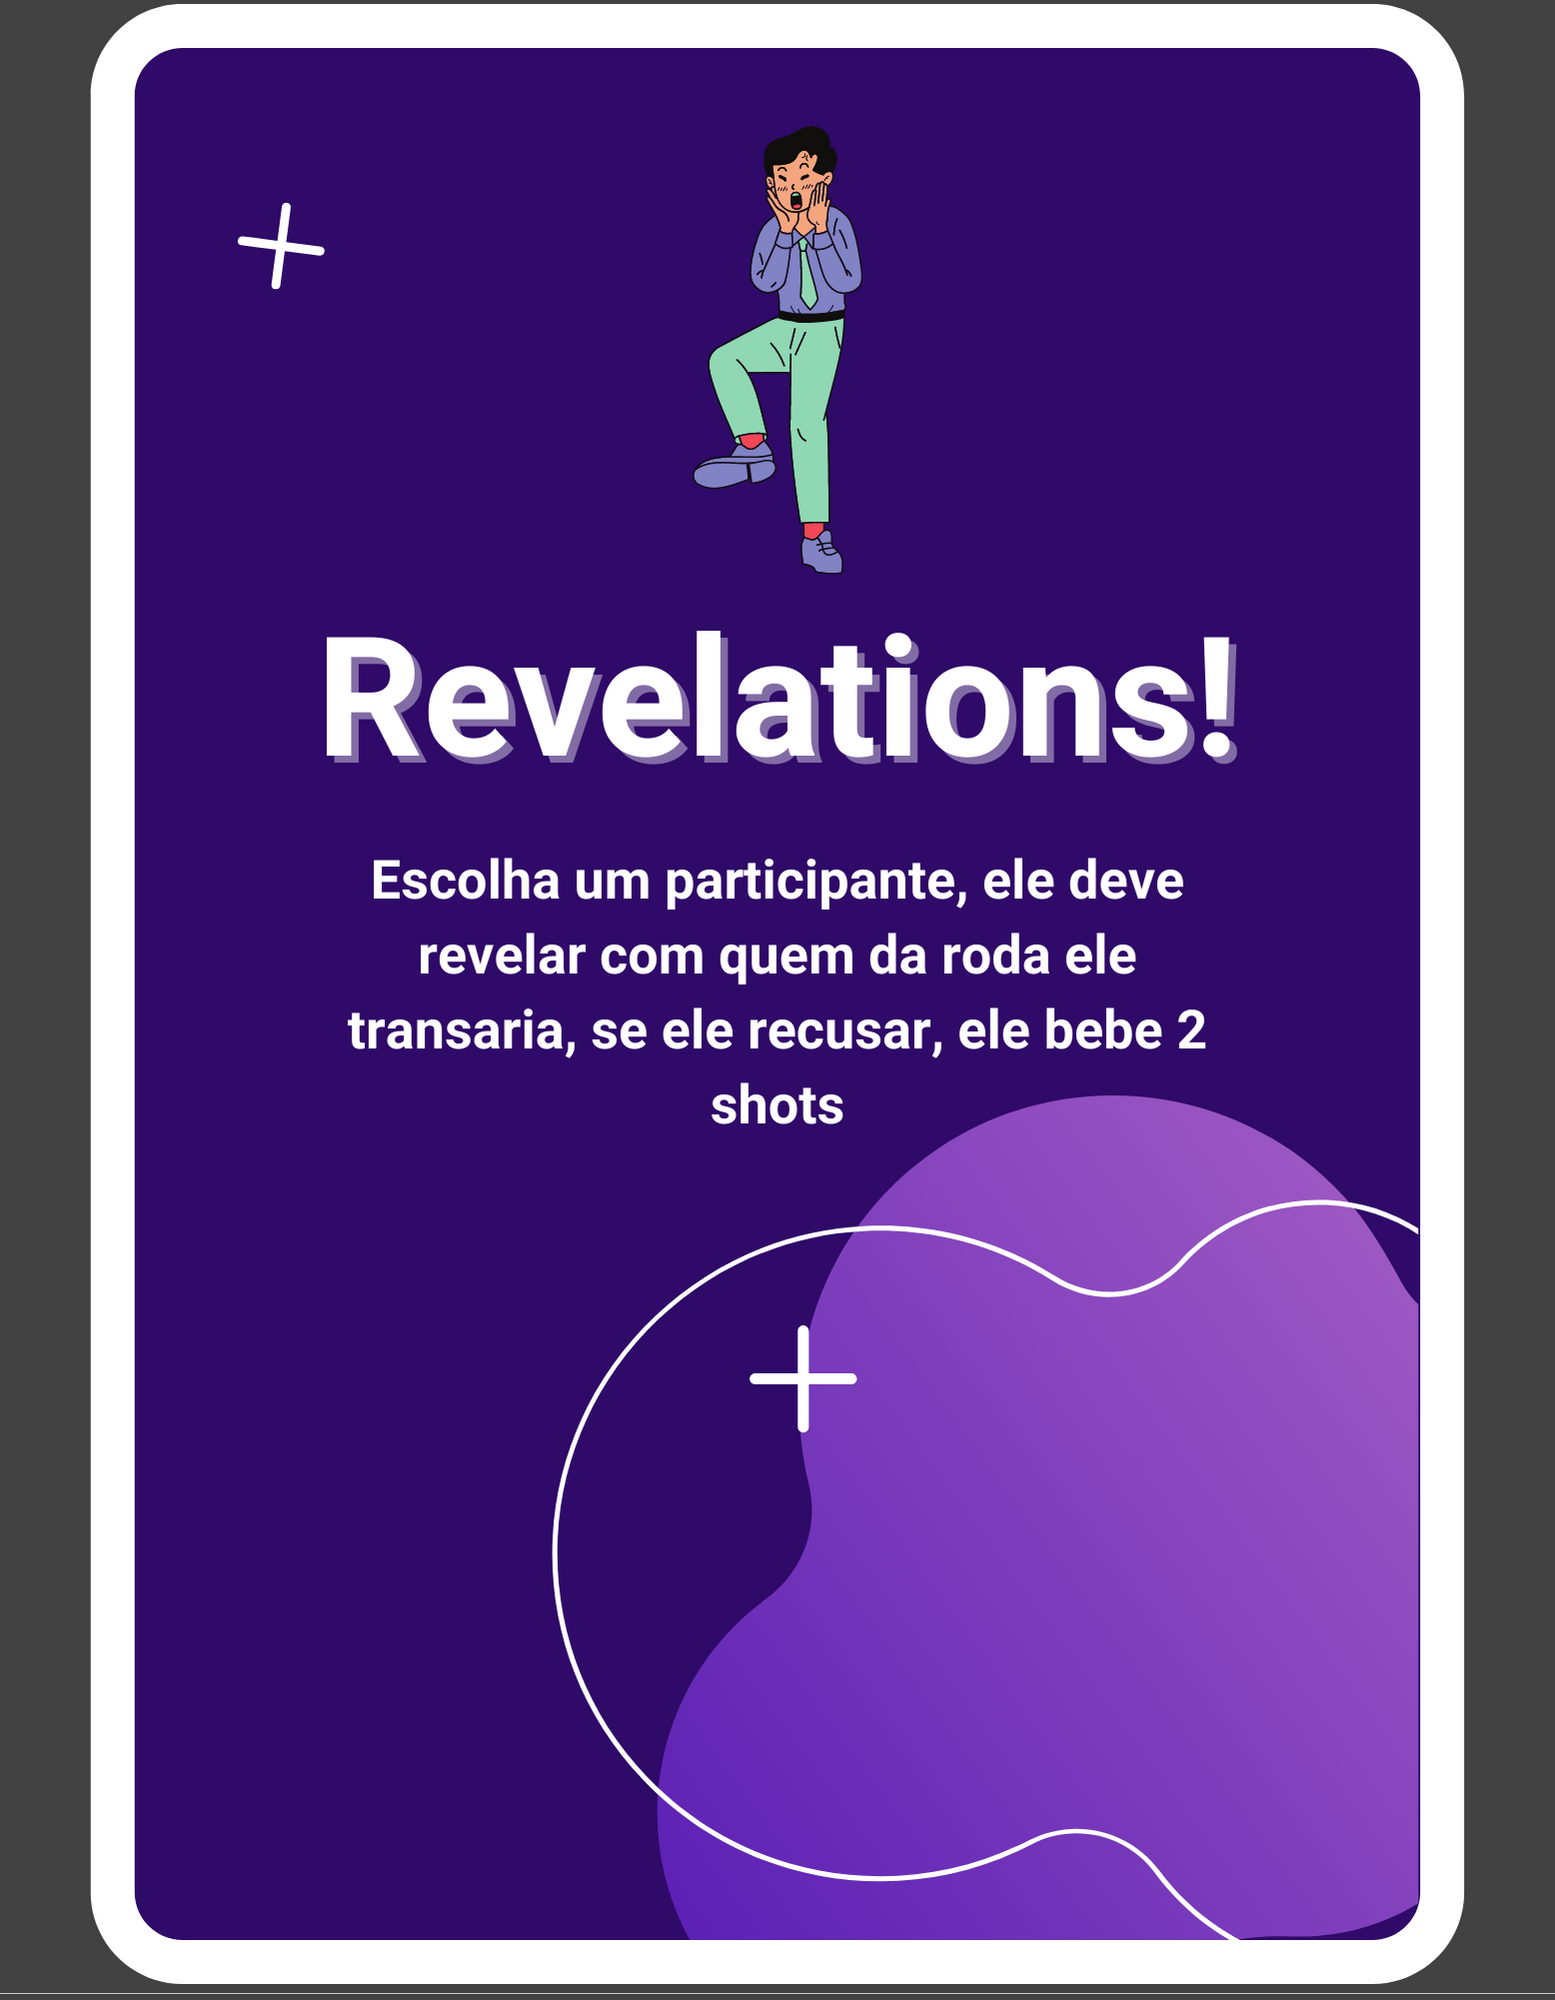 Revelations!
Escolha um participante, ele deve
revelar com quem da roda ele
transaria, se ele recusar, ele bebe 2
shots